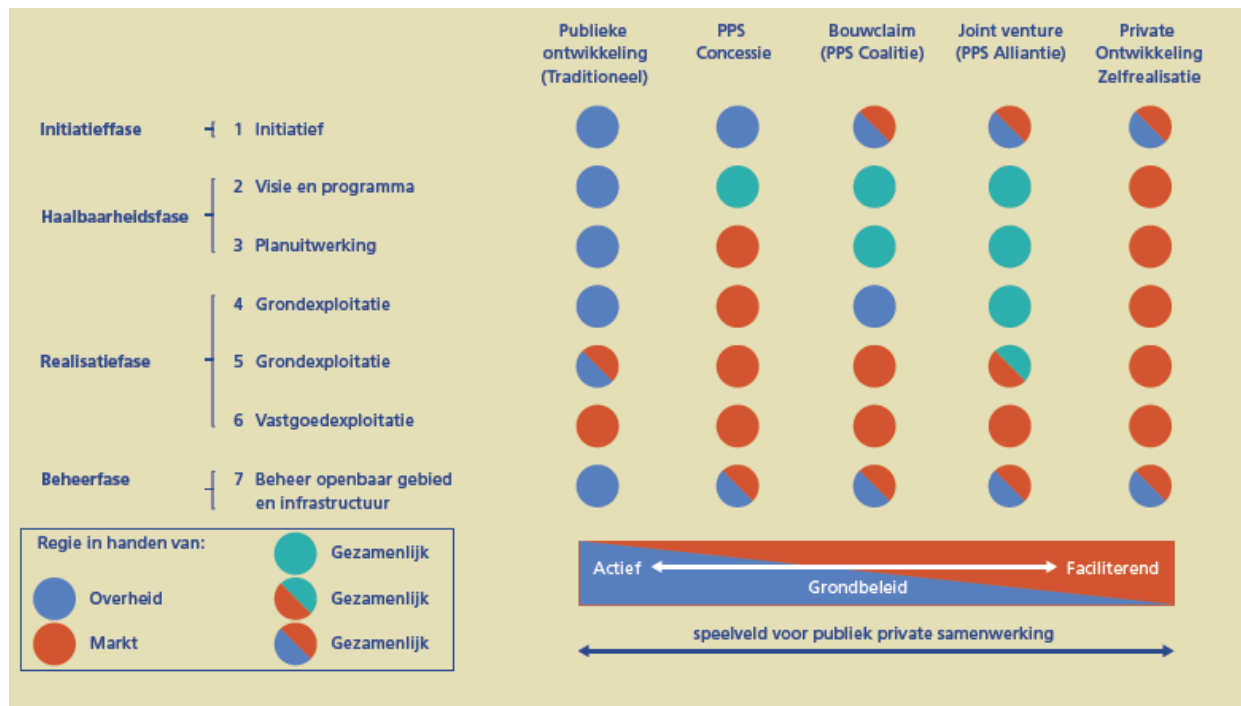 Publieke
ontwikkeling
(Traditioneel)
PPS
Concessie
Bouwclaim
(PPS Coalitie)
Joint venture
(PPS Alliantie)
Private
Ontwikkeling
Zelfrealisatie
Initiatieffase
1 Initiatief
Haalbaarheidsfase
2 Visie en programma
3 Planuitwerking
Realisatiefase
4 Grondexploitatie
5 Grondexploitatie
6 Vastgoedexploitatie
Beheerfase
7 Beheer openbaar gebied
en infrastructuur
Regie in handen van:
Overheid
Markt
Gezamenlijk
Gezamenlijk
Gezamenlijk
Actief
Faciliterend
Grondbeleid
speelveld voor publiek private samenwerking